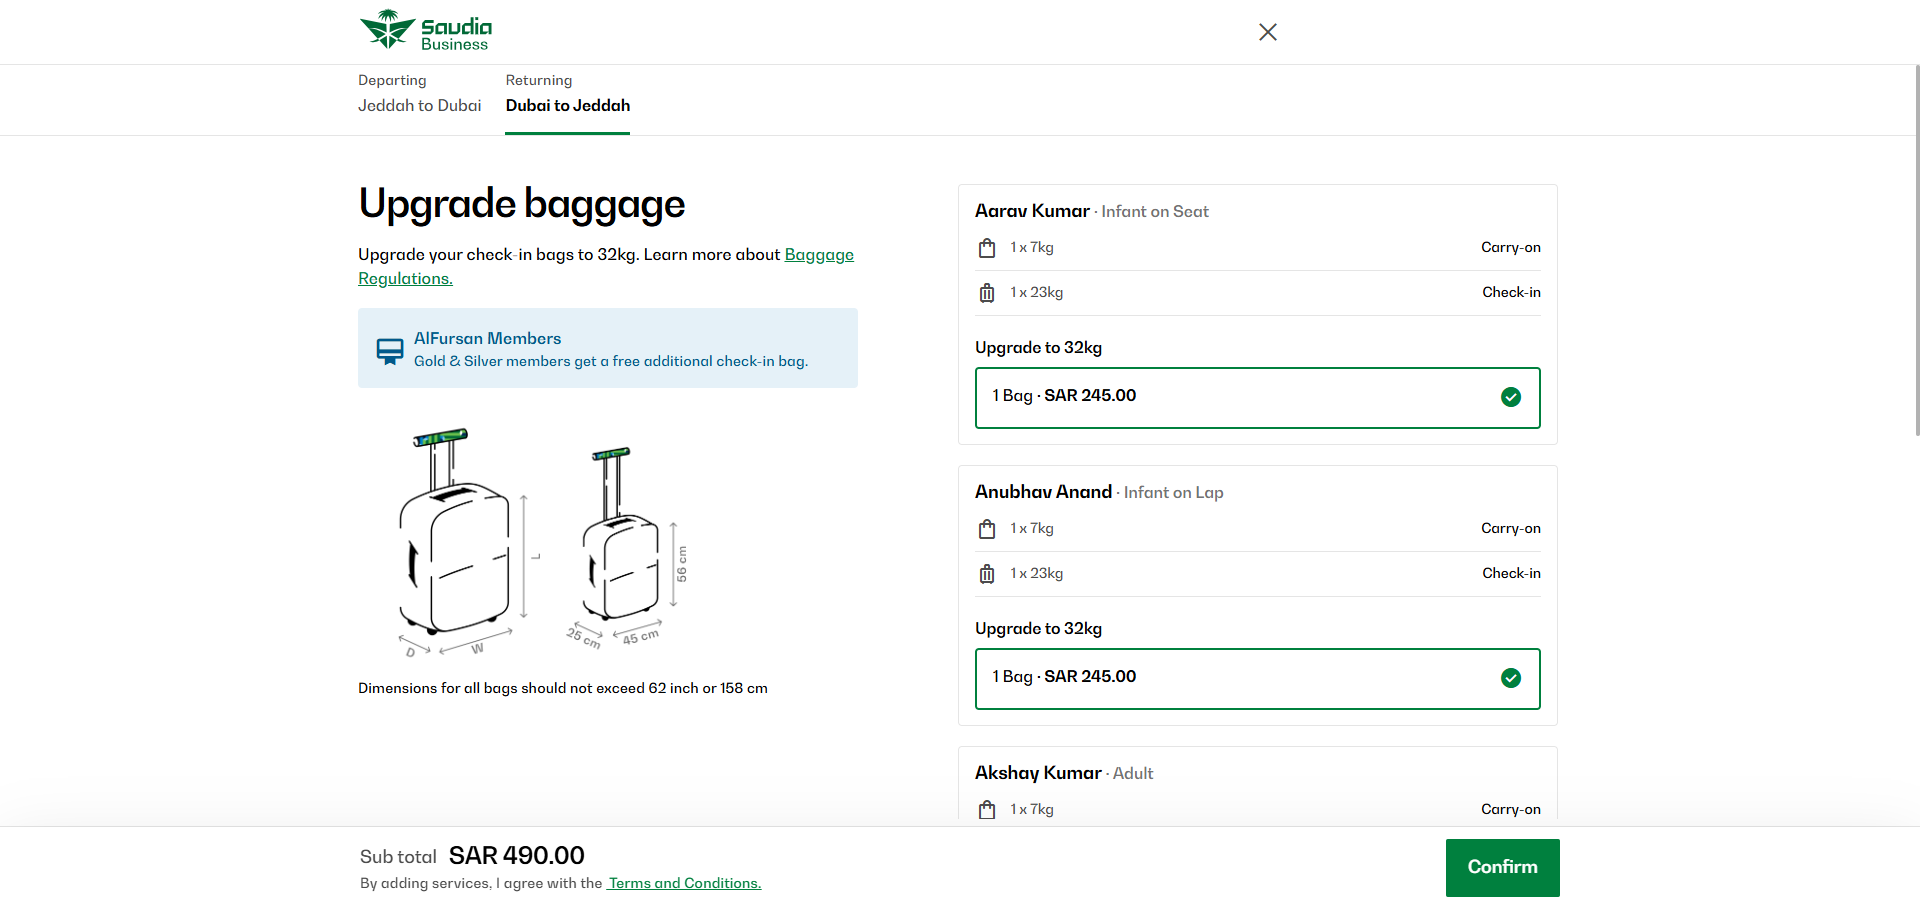 Saudia
Business
Departing
Jeddah to Dubai
Returning
Dubai to Jeddah
Upgrade baggage
Upgrade your check-in bags to 32kg. Learn more about Baggage
Regulations.
AlFursan Members
Gold & Silver members get a free additional check-in bag.
L
D
W
56 cm
25 cm
45 cm
Dimensions for all bags should not exceed 62 inch or 158 cm
Aarav Kumar · Infant on Seat
1 x 7kg Carry-on
1 x 23kg Check-in
Upgrade to 32kg
1 Bag · SAR 245.00
Anubhav Anand · Infant on Lap
1 x 7kg Carry-on
1 x 23kg Check-in
Upgrade to 32kg
1 Bag · SAR 245.00
Akshay Kumar · Adult
1 x 7kg Carry-on
Sub total SAR 490.00
By adding services, I agree with the Terms and Conditions.
Confirm